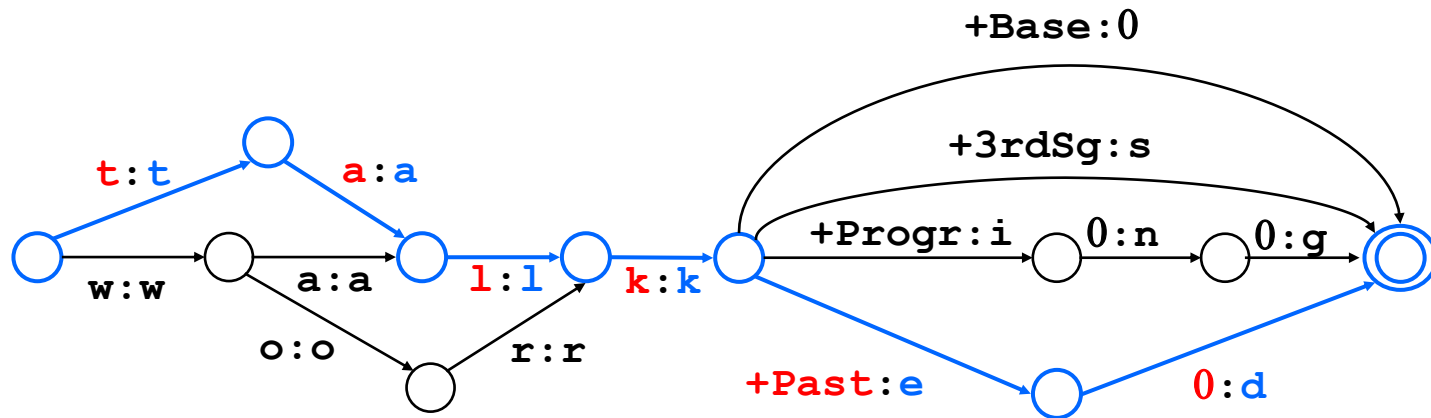 +Base:0
+3rdSg:s
t:t
a:a
+Progr:i
0:n
0:g
w:w
a:a
l:l
k:k
o:o
r:r
+Past:e
0:d